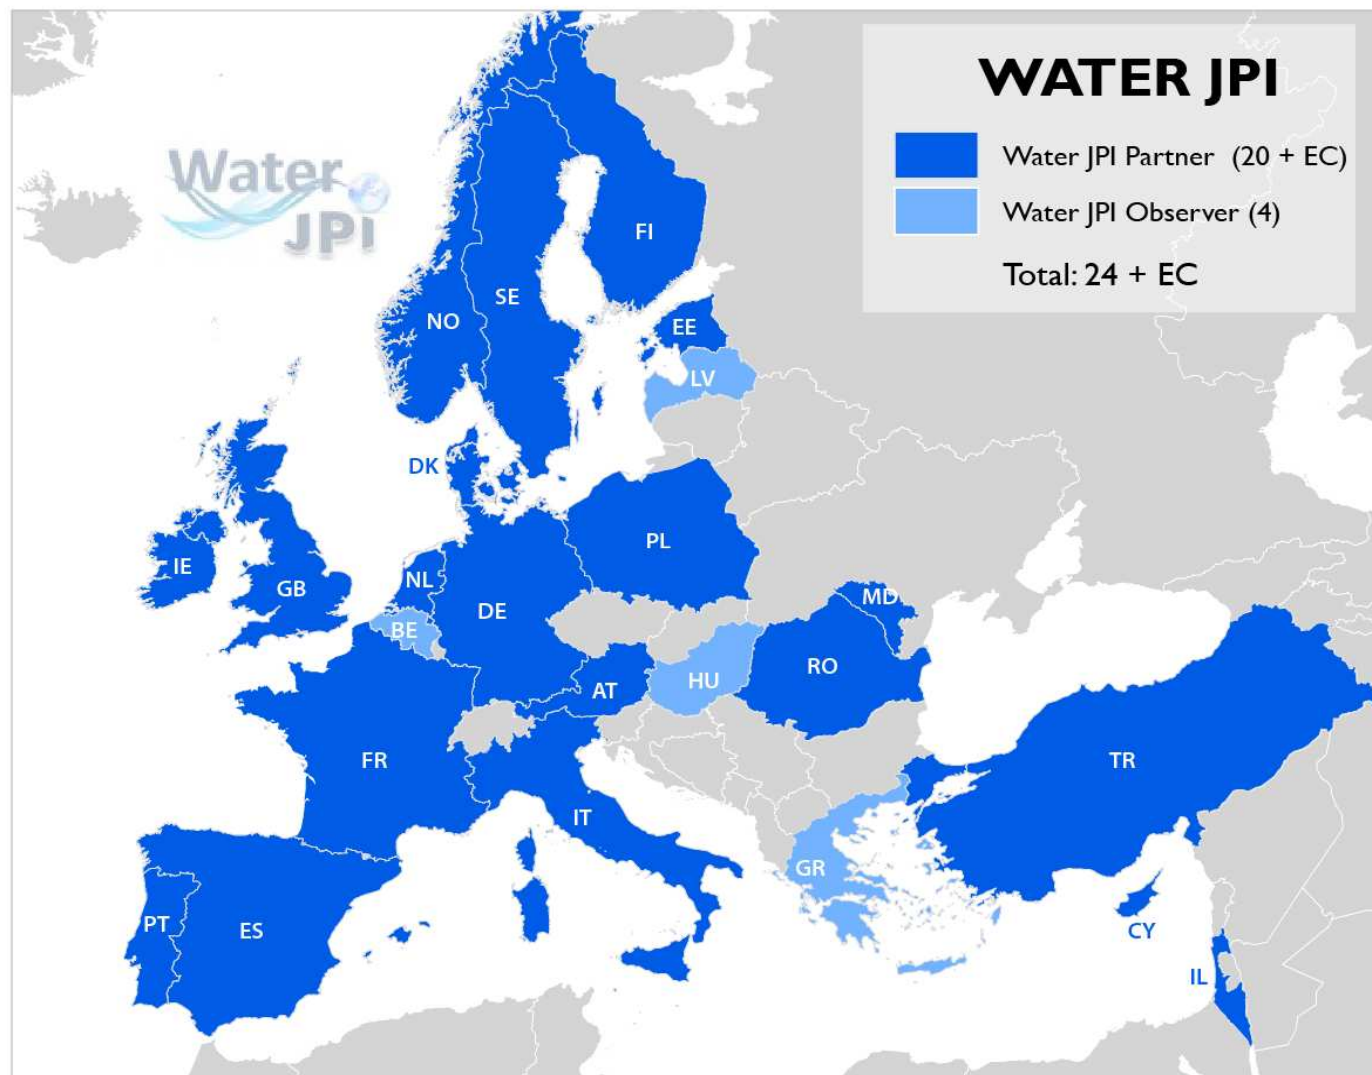 WATER JPI
Water JPI Partner (20 + EC)
Water JPI Observer (4)
Total: 24 + EC
Water
JPI
FI
SE
NO
EE
LV
DK
PL
IE
GB
NL
DE
BE
MD
RO
AT
HU
FR
TR
IT
GR
PT
ES
CY
IL